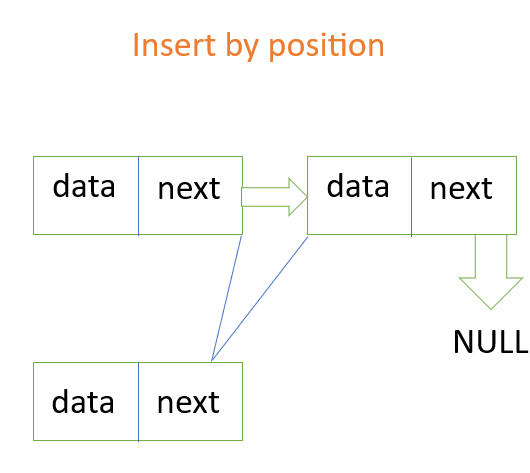 Insert by position
data next data next
NULL
data next